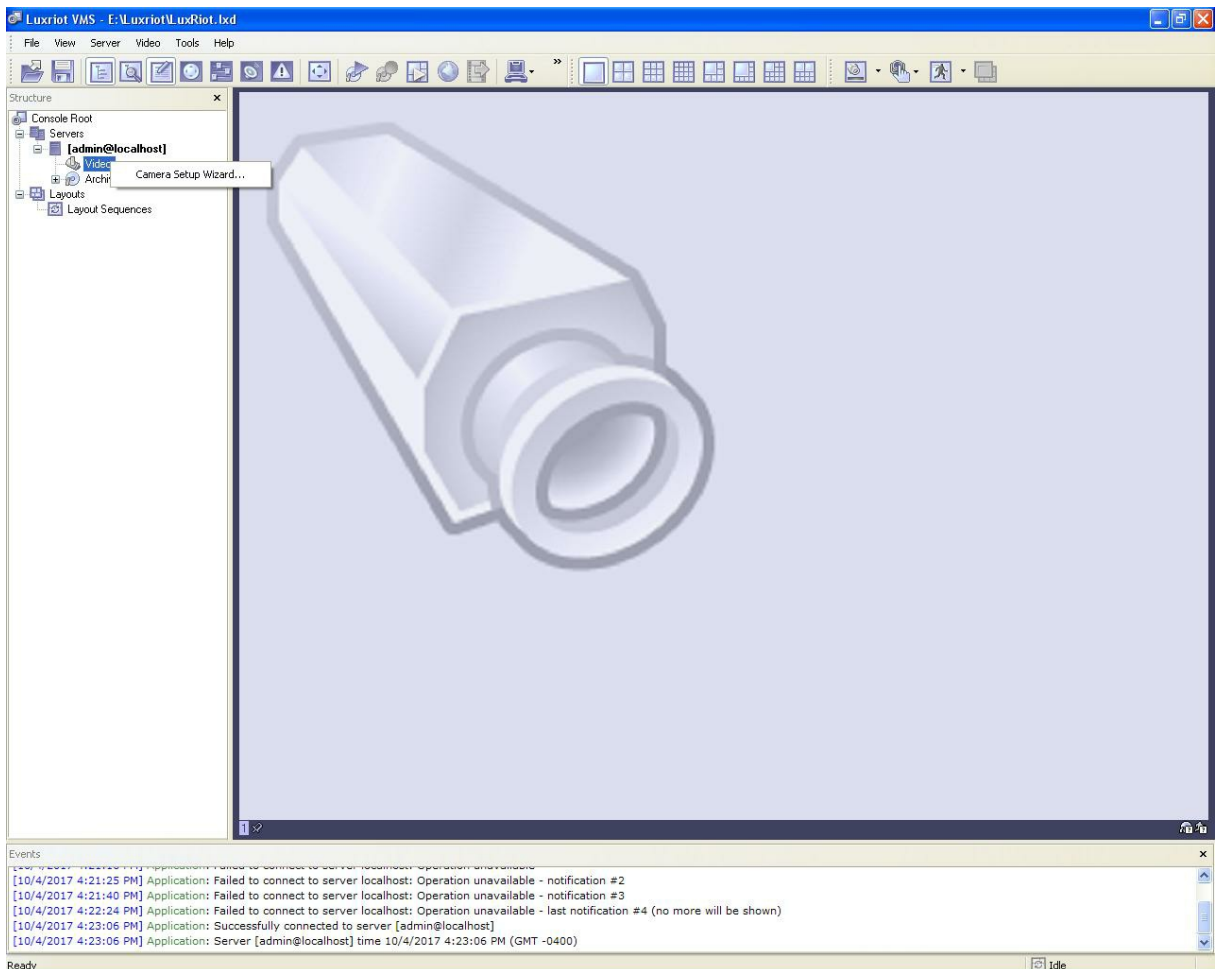 Luxriot VMS - E:\Luxriot\LuxRiot.lxd
File View Server Video Tools Help
Structure
Console Root
Servers
[admin@localhost]
Video
Camera Setup Wizard...
Layouts
Layout Sequences
1
Events
[10/4/2017 4:21:25 PM] Application: Failed to connect to server localhost: Operation unavailable - notification #2
[10/4/2017 4:21:40 PM] Application: Failed to connect to server localhost: Operation unavailable - notification #3
[10/4/2017 4:22:24 PM] Application: Failed to connect to server localhost: Operation unavailable - last notification #4 (no more will be shown)
[10/4/2017 4:23:06 PM] Application: Successfully connected to server [admin@localhost]
[10/4/2017 4:23:06 PM] Application: Server [admin@localhost] time 10/4/2017 4:23:06 PM (GMT -0400)
Ready
Idle